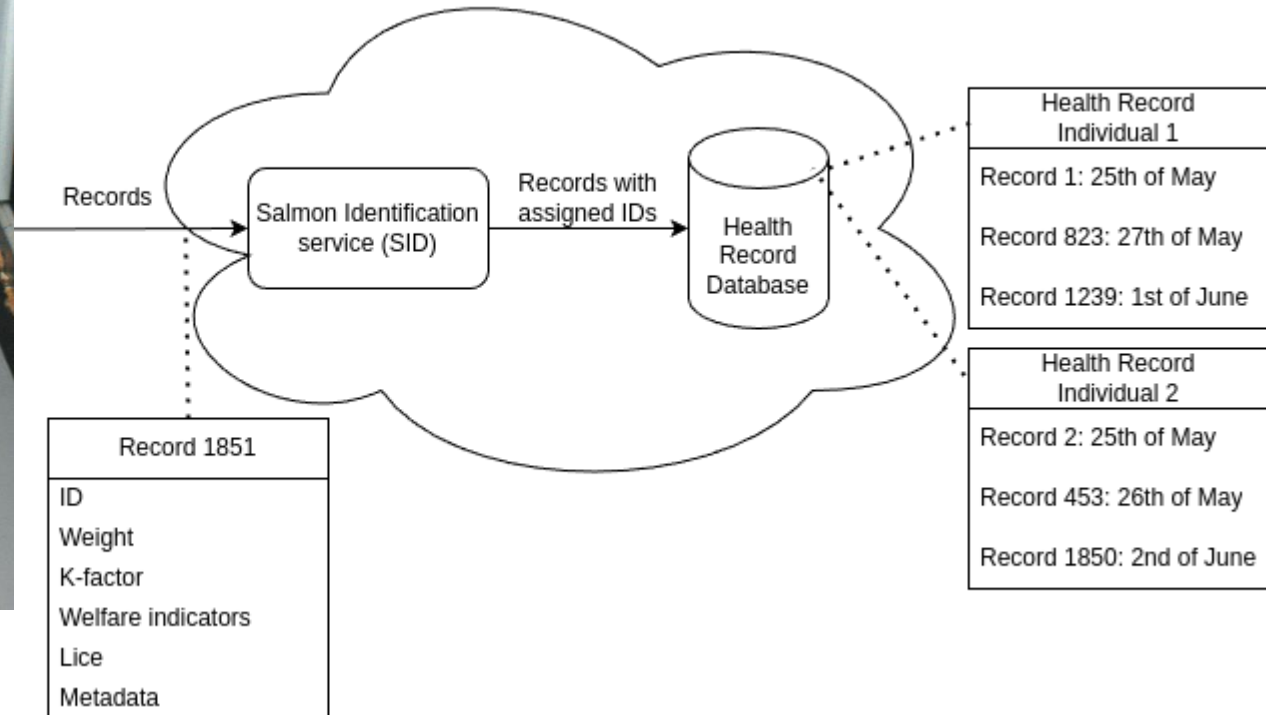 Records
Salmon Identification
service (SID)
Records with
assigned IDs
Health
Record
Database
Health Record
Individual 1
Record 1: 25th of May
Record 823: 27th of May
Record 1239: 1st of June
Health Record
Individual 2
Record 2: 25th of May
Record 453: 26th of May
Record 1850: 2nd of June
Record 1851
ID
Weight
K-factor
Welfare indicators
Lice
Metadata